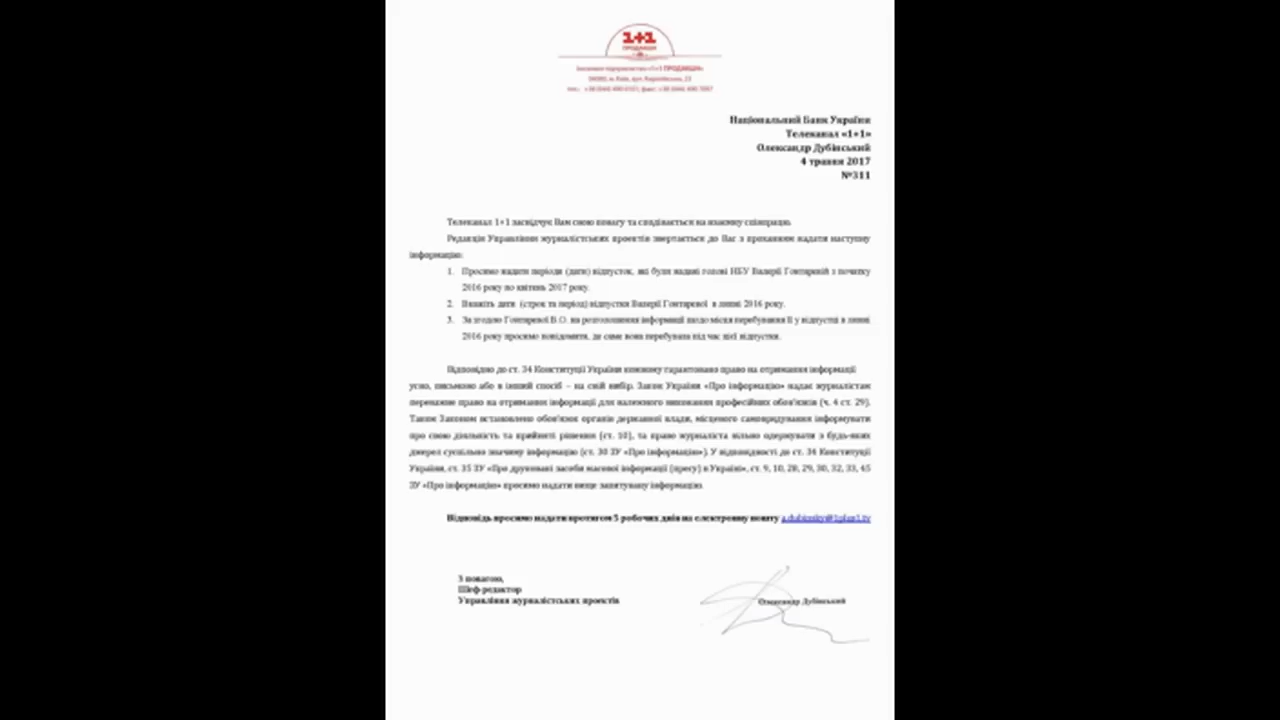 1+1
ПРОДАКШН
Іноземне підприємство «1+1 ПРОДАКШН»
Національний Банк України
Телеканал «1+1»
Олександр Дубінський
4 травня 2017
№311
Телеканал 1+1 засвідчує Вам свою повагу та сподівається на взаємну співпрацю.
Редакція Управління журналістських проектів звертається до Вас з проханням надати наступну
інформацію:
1. Просимо надати періоди (дати) відпусток, які були надані голові НБУ Валерії Гонтаревій з початку
2016 року по квітень 2017 року.
2. Вкажіть дати (строк та період) відпустки Валерії Гонтаревої в липні 2016 року.
3. За згодою Гонтаревої В.О. на розголошення інформації щодо місця перебування її у відпустці в липні
2016 року просимо повідомити, де саме вона перебувала під час цієї відпустки.
Відповідно до ст. 34 Конституції України кожному гарантовано право на отримання інформації
усно, письмово або в інший спосіб – на свій вибір. Закон України «Про інформацію» надає журналістам
переважне право на отримання інформації для належного виконання професійних обов'язків (ч. 4 ст. 29).
Також Законом встановлено обов'язок органів державної влади, місцевого самоврядування інформувати
про свою діяльність та прийняті рішення (ст. 10), та право журналіста вільно одержувати з будь-яких
джерел суспільно значиму інформацію (ст. 30 ЗУ «Про інформацію»). У відповідності до ст. 34 Конституції
України, ст. 35 ЗУ «Про друковані засоби масової інформації (пресу) в Україні», ст. 9, 10, 28, 29, 30, 32, 33, 45
ЗУ «Про інформацію» просимо надати вище запитувану інформацію.
Відповідь просимо надати протягом 5 робочих днів на електронну пошту
З повагою,
Шеф-редактор
Управління журналістських проектів
Олександр Дубінський